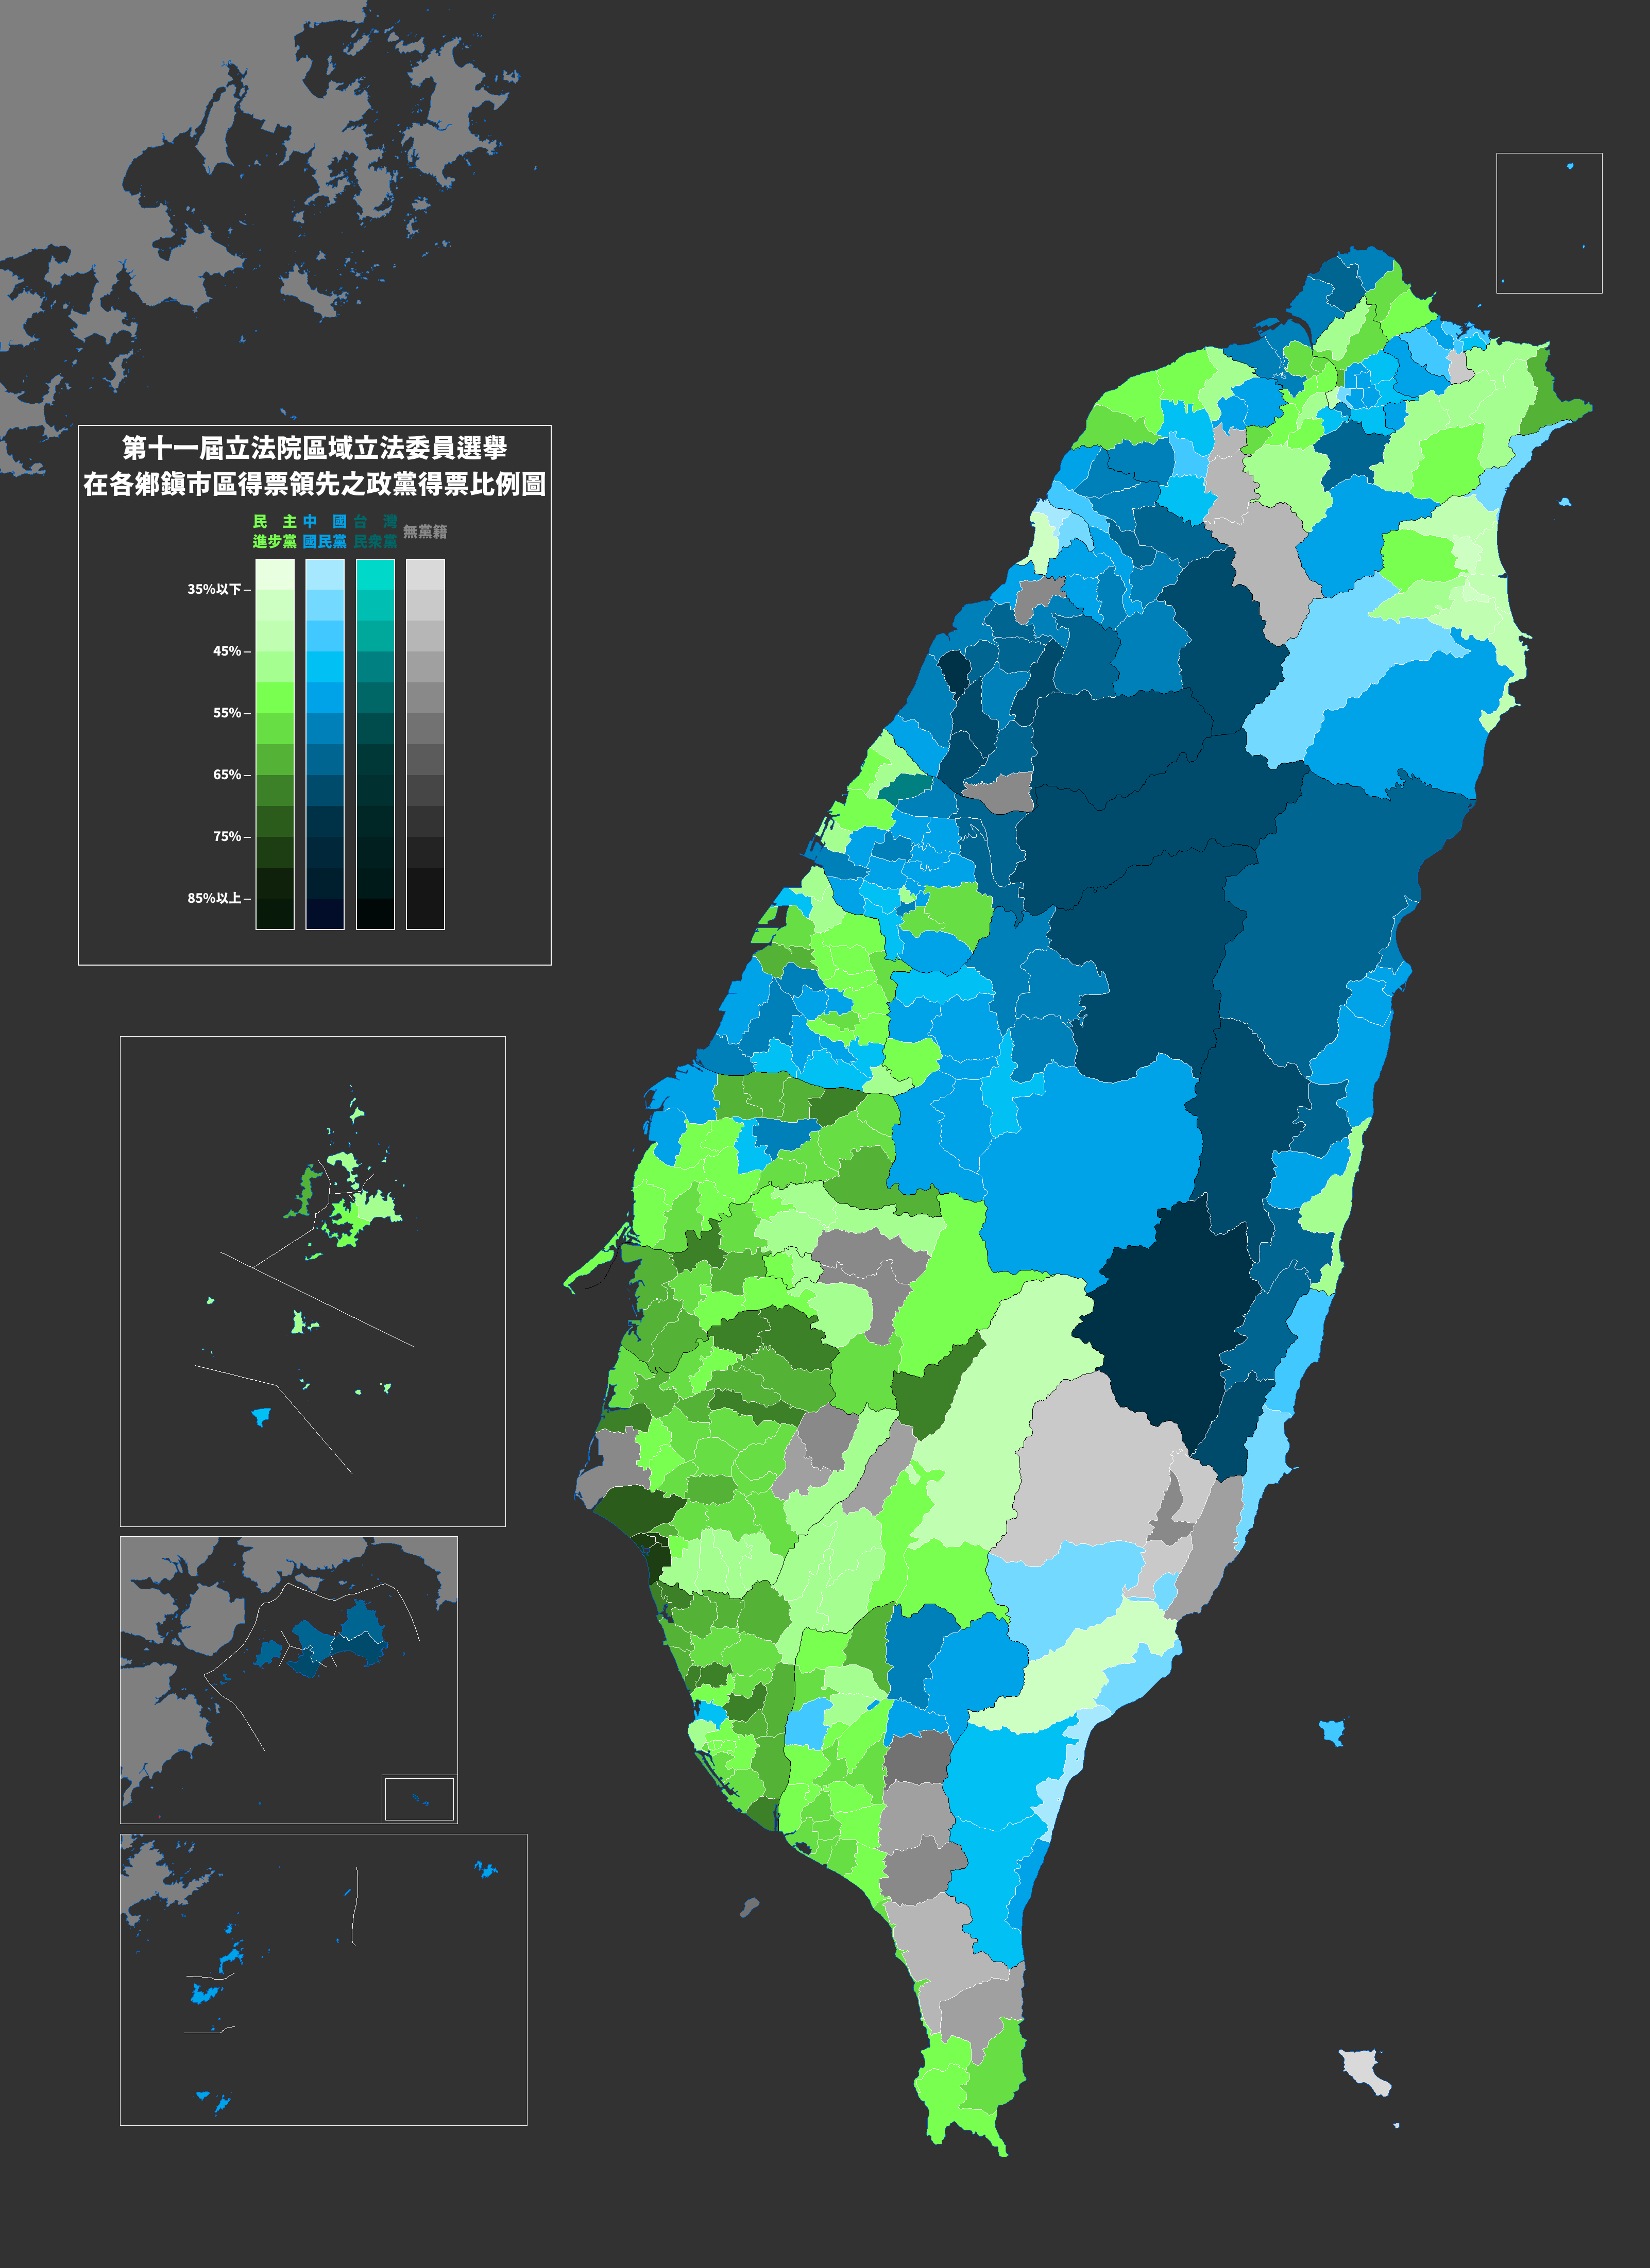 第十一屆立法院區域立法委員選舉
在各鄉鎮市區得票領先之政黨得票比例圖
民 主 中 國 台 灣 無黨籍
進步黨 國民黨 民眾黨
35%以下
45%
55%
65%
75%
85%以上